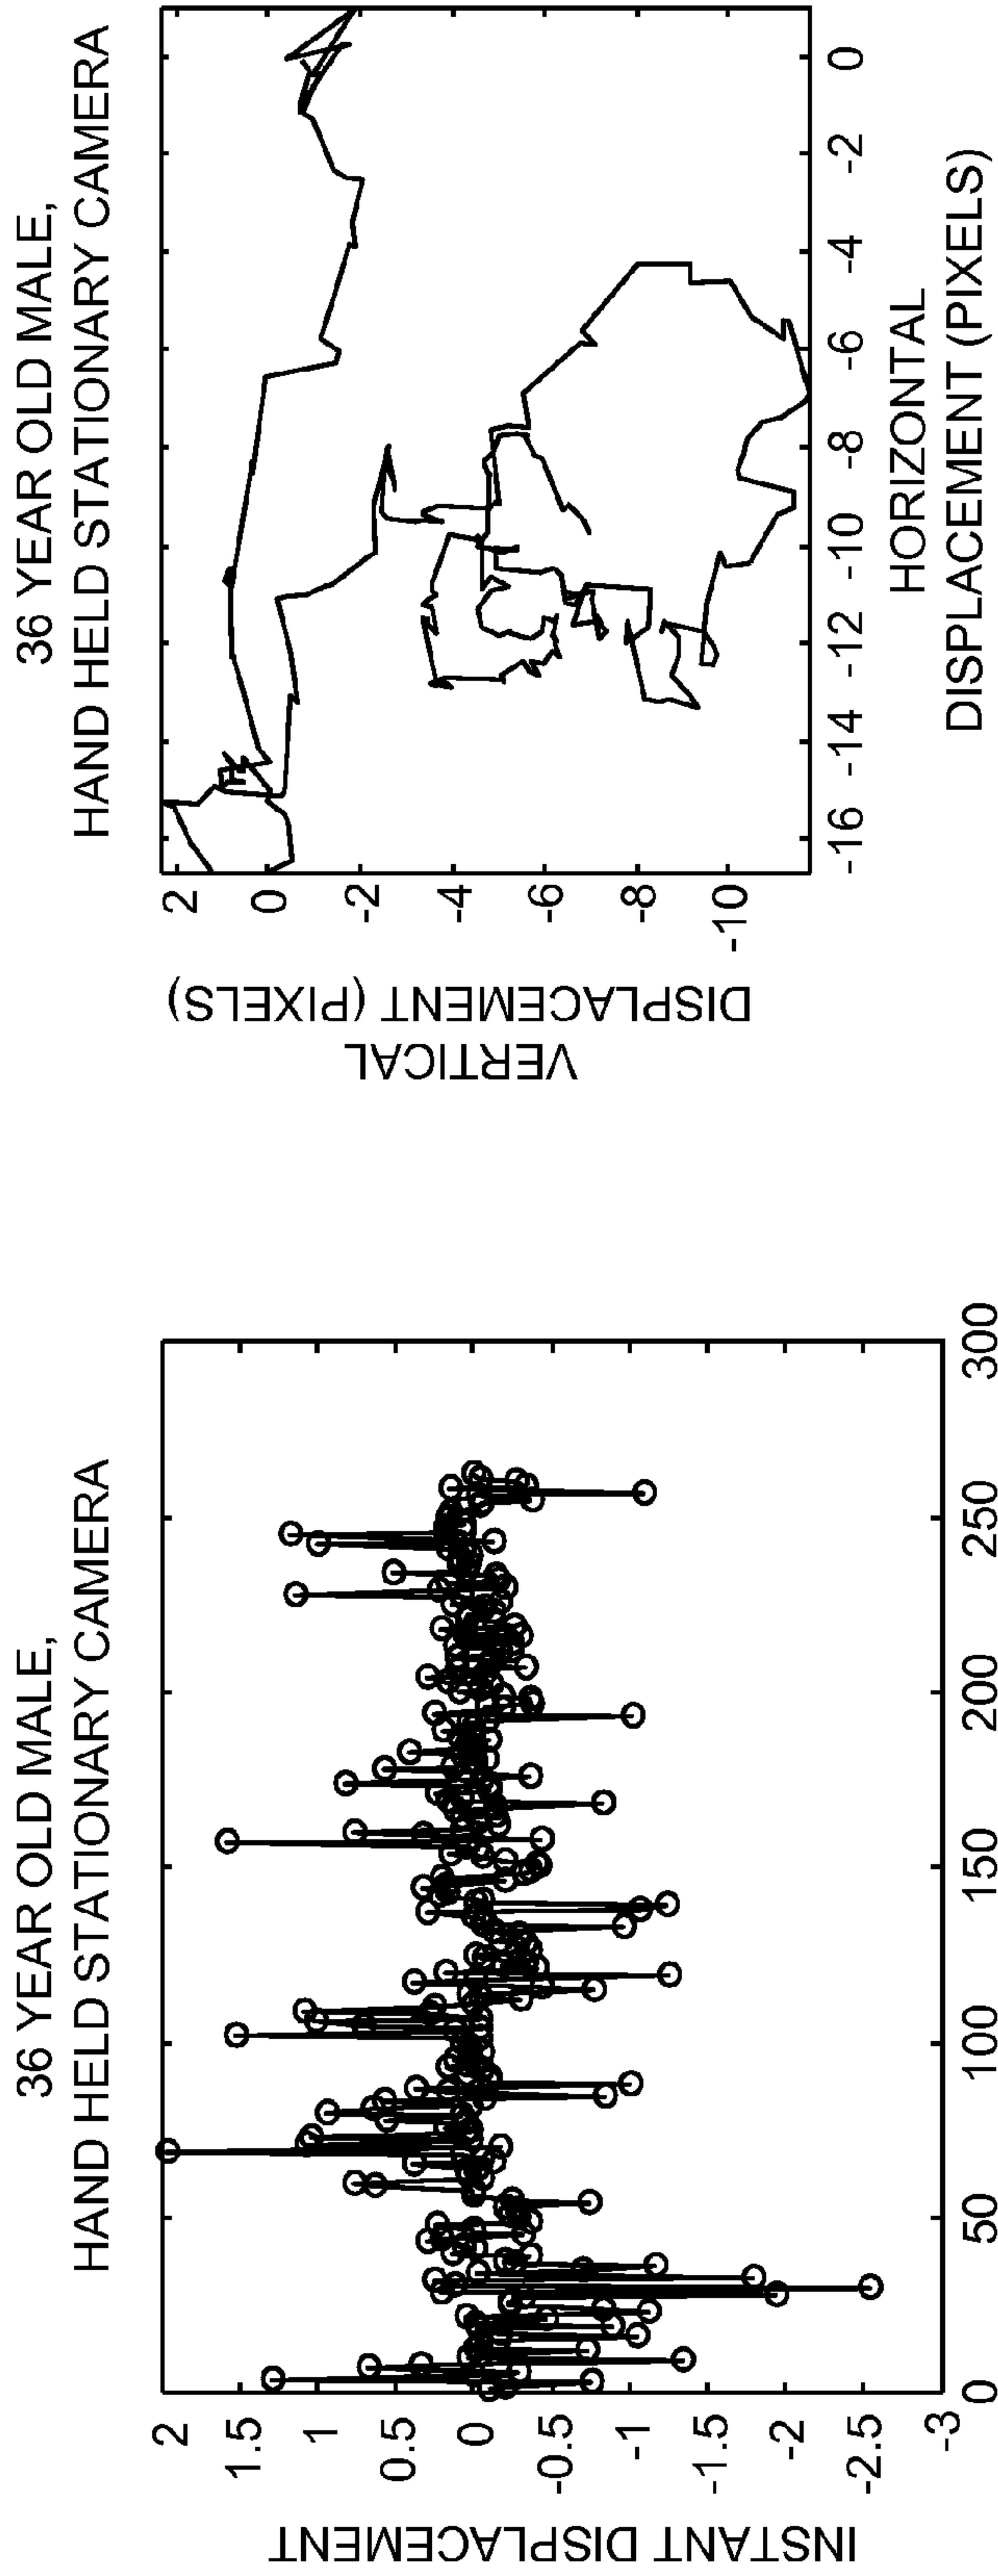 36 YEAR OLD MALE,
HAND HELD STATIONARY CAMERA
INSTANT DISPLACEMENT
2
1.5
1
0.5
0
-0.5
-1
-1.5
-2
-2.5
-3
0 50 100 150 200 250 300
36 YEAR OLD MALE,
HAND HELD STATIONARY CAMERA
VERTICAL
DISPLACEMENT (PIXELS)
2
0
-2
-4
-6
-8
-10
-16 -14 -12 -10 -8 -6 -4 -2 0
HORIZONTAL
DISPLACEMENT (PIXELS)